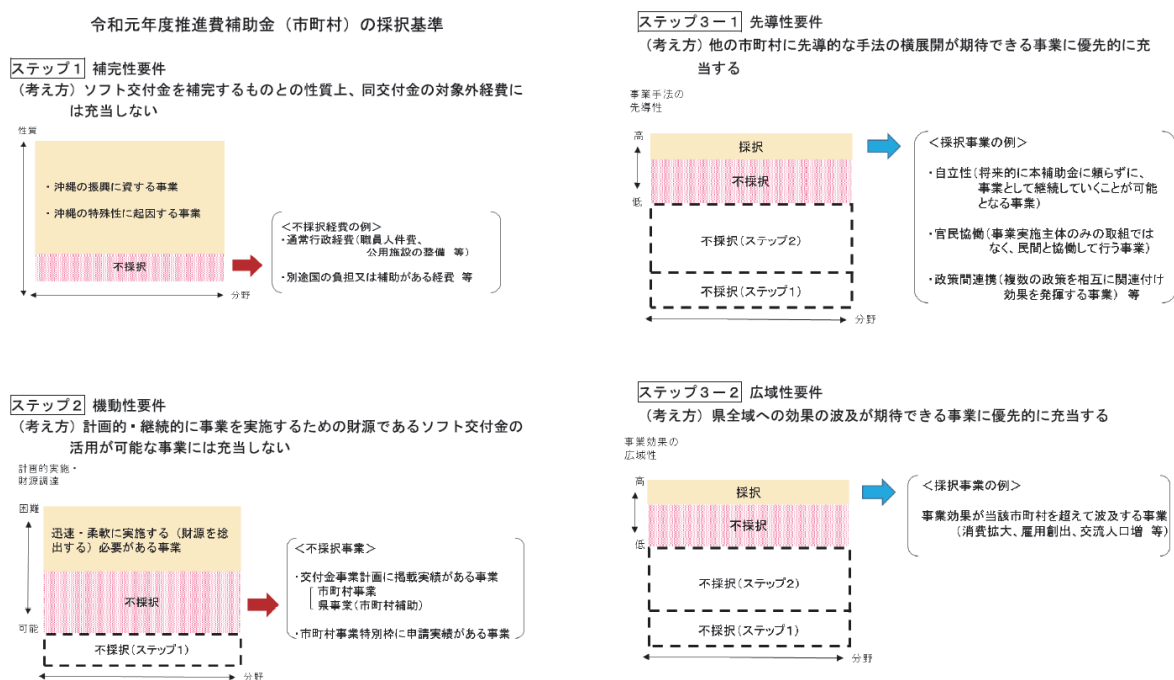 令和元年度推進費補助金（市町村）の採択基準
ステップ１ 補完性要件
（考え方）ソフト交付金を補完するものとの性質上、同交付金の対象外経費に
は充当しない
性質
・沖縄の振興に資する事業
・沖縄の特殊性に起因する事業
不採択
分野
＜不採択経費の例＞
・通常行政経費（職員人件費、
公用施設の整備 等）
・別途国の負担又は補助がある経費 等
ステップ２ 機動性要件
（考え方）計画的・継続的に事業を実施するための財源であるソフト交付金の
活用が可能な事業には充当しない
計画的実施・
財源調達
困難
迅速・柔軟に実施する（財源を捻
出する）必要がある事業
不採択
可能
不採択（ステップ１）
分野
＜不採択事業＞
・交付金事業計画に掲載実績がある事業
市町村事業
県事業（市町村補助）
・市町村事業特別枠に申請実績がある事業
ステップ３－１ 先導性要件
（考え方）他の市町村に先導的な手法の横展開が期待できる事業に優先的に充
当する
事業手法の
先導性
高
採択
不採択
低
不採択（ステップ２）
不採択（ステップ１）
分野
＜採択事業の例＞
・自立性（将来的に本補助金に頼らずに、
事業として継続していくことが可能
となる事業）
・官民協働（事業実施主体のみの取組では
なく、民間と協働して行う事業）
・政策間連携（複数の政策を相互に関連付け
効果を発揮する事業） 等
ステップ３－２ 広域性要件
（考え方）県全域への効果の波及が期待できる事業に優先的に充当する
事業効果の
広域性
高
採択
不採択
低
不採択（ステップ２）
不採択（ステップ１）
分野
＜採択事業の例＞
事業効果が当該市町村を超えて波及する事業
（消費拡大、雇用創出、交流人口増 等）